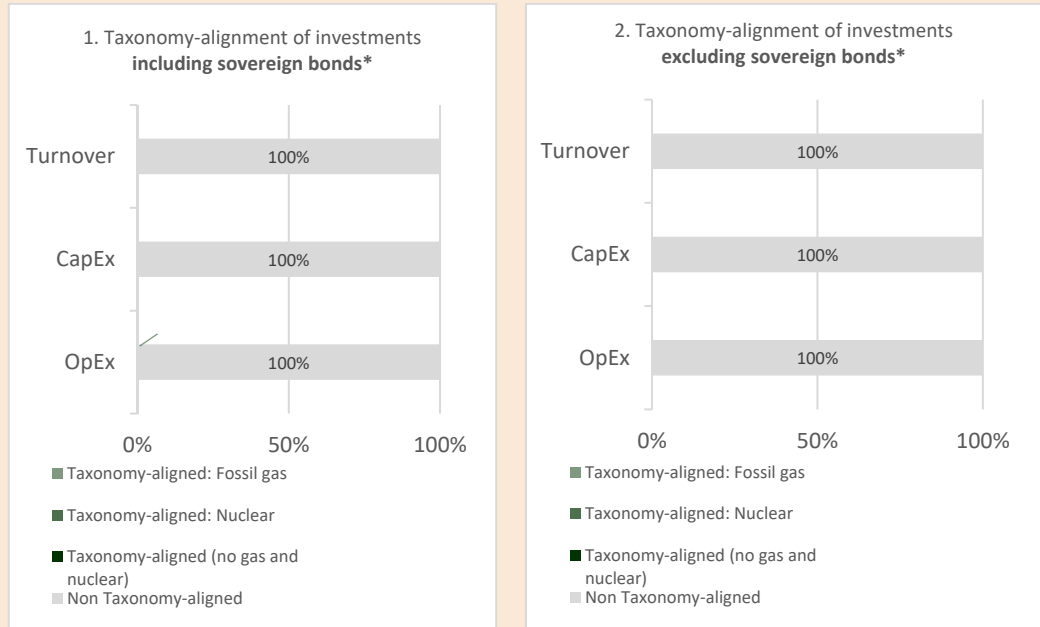 1. Taxonomy-alignment of investments
including sovereign bonds*
Turnover
100%
CapEx
100%
OpEx
100%
0%
50%
100%
Taxonomy-aligned: Fossil gas
Taxonomy-aligned: Nuclear
Taxonomy-aligned (no gas and
nuclear)
Non Taxonomy-aligned
2. Taxonomy-alignment of investments
excluding sovereign bonds*
Turnover
100%
CapEx
100%
OpEx
100%
0%
50%
100%
Taxonomy-aligned: Fossil gas
Taxonomy-aligned: Nuclear
Taxonomy-aligned (no gas and
nuclear)
Non Taxonomy-aligned